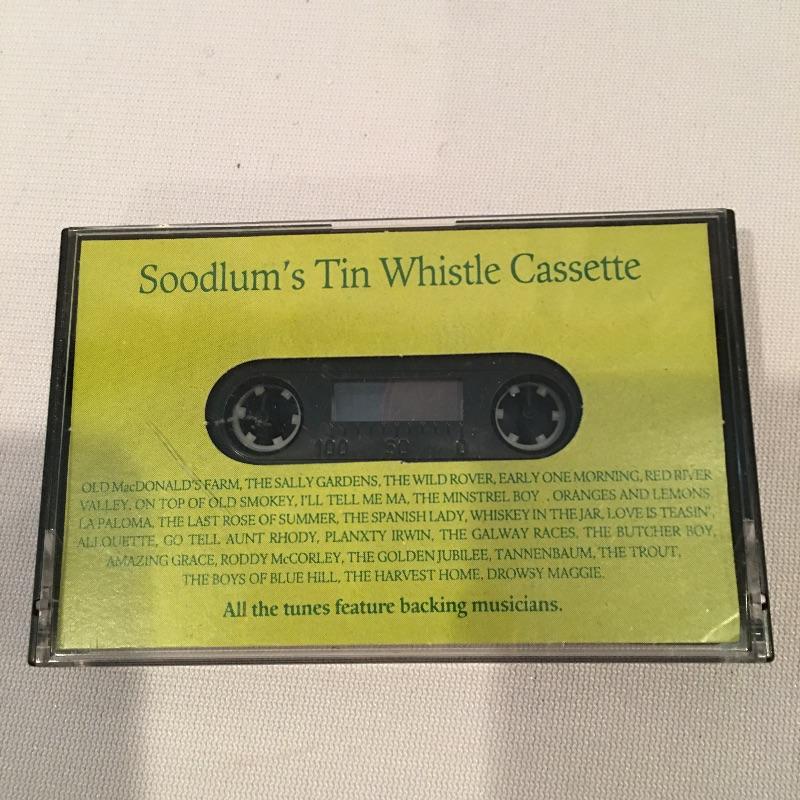 Soodlum's Tin Whistle Cassette
100 50 0
OLD MacDONALD'S FARM, THE SALLY GARDENS, THE WILD ROVER, EARLY ONE MORNING, RED RIVER
VALLEY, ON TOP OF OLD SMOKEY, I'LL TELL ME MA, THE MINSTREL BOY , ORANGES AND LEMONS
LA PALOMA, THE LAST ROSE OF SUMMER, THE SPANISH LADY, WHISKEY IN THE JAR, LOVE IS TEASIN',
ALLOUETTE, GO TELL AUNT RHODY, PLANXTY IRWIN, THE GALWAY RACES, THE BUTCHER BOY,
AMAZING GRACE, RODDY McCORLEY, THE GOLDEN JUBILEE, TANNENBAUM, THE TROUT,
THE BOYS OF BLUE HILL, THE HARVEST HOME, DROWSY MAGGIE.
All the tunes feature backing musicians.